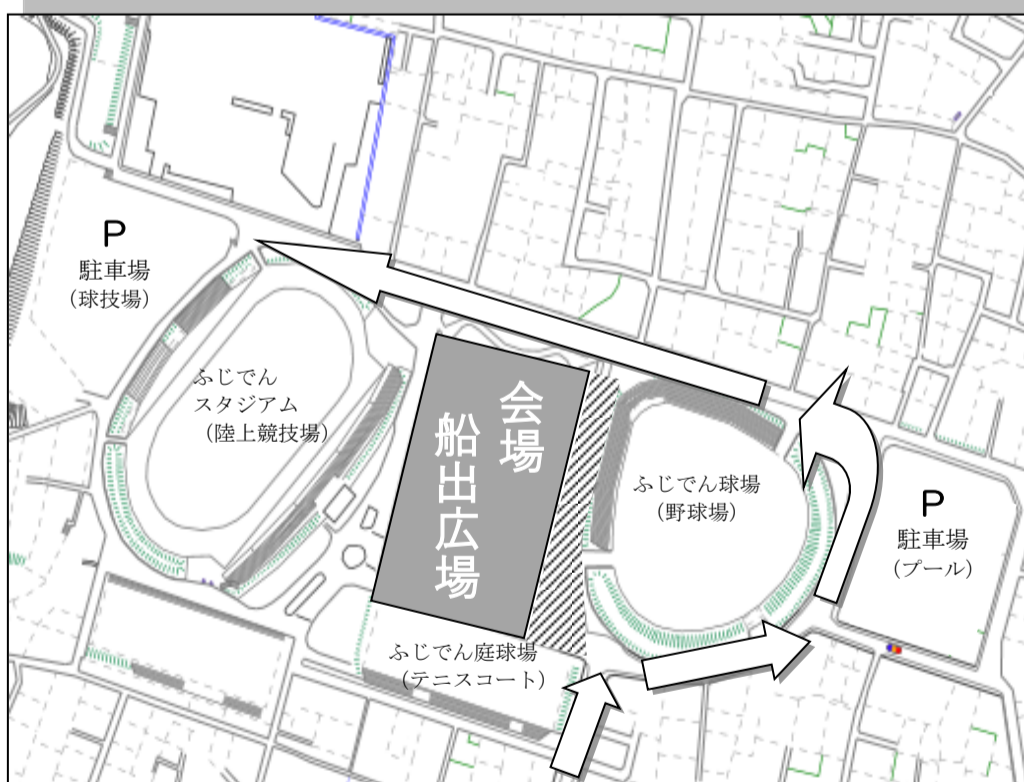 P
駐車場
（球技場）
ふじでん
スタジアム
（陸上競技場）
会場
船出広場
ふじでん球場
（野球場）
P
駐車場
（プール）
ふじでん庭球場
（テニスコート）